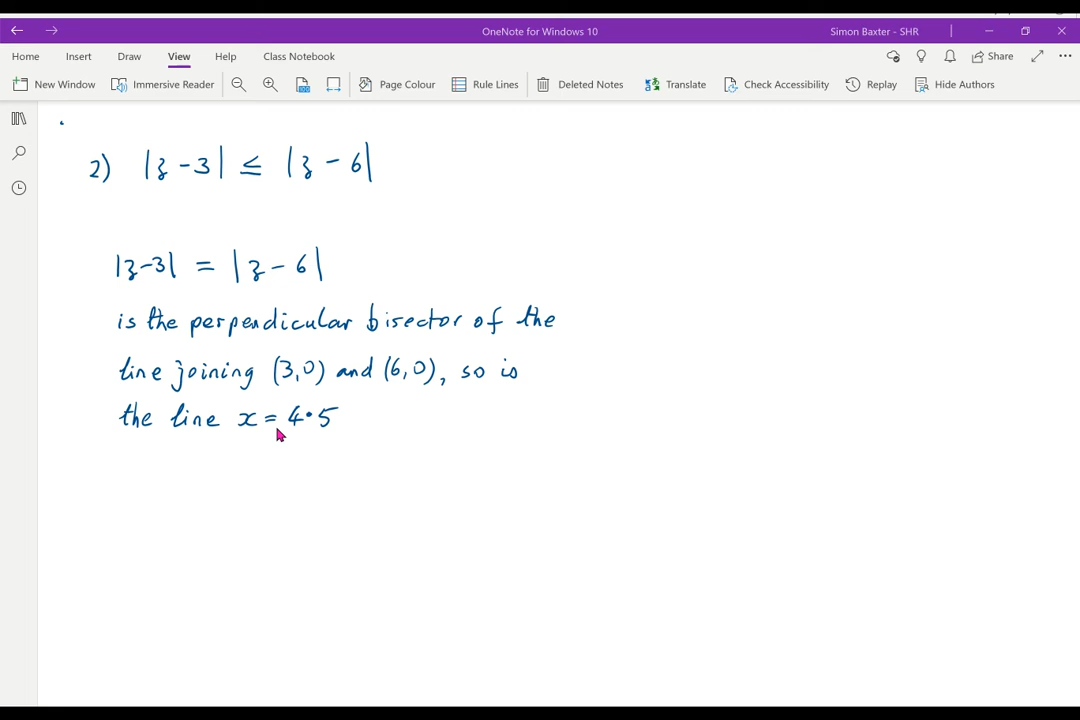 OneNote for Windows 10
Simon Baxter - SHR
Home Insert Draw View Help Class Notebook
Share
New Window Immersive Reader Page Colour Rule Lines Deleted Notes Translate Check Accessibility Replay Hide Authors
2) |z - 3| ≤ |z - 6|
|z - 3| = |z - 6|
is the perpendicular bisector of the
line joining (3,0) and (6,0), so is
the line x = 4·5